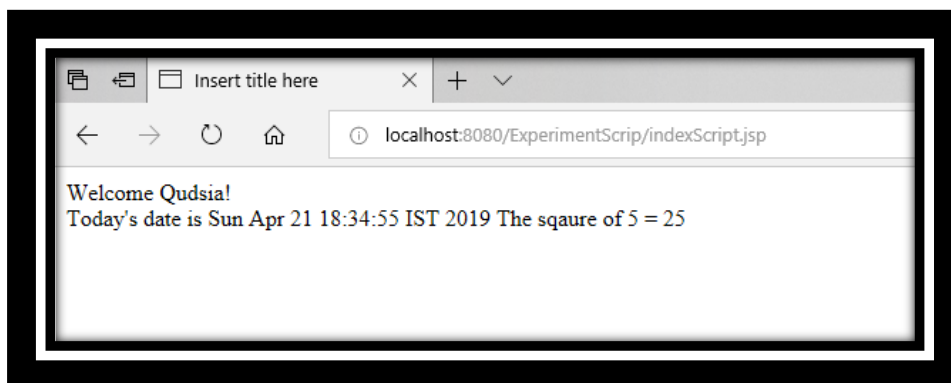 Insert title here
localhost:8080/ExperimentScrip/indexScript.jsp
Welcome Qudsia!
Today's date is Sun Apr 21 18:34:55 IST 2019 The sqaure of 5 = 25